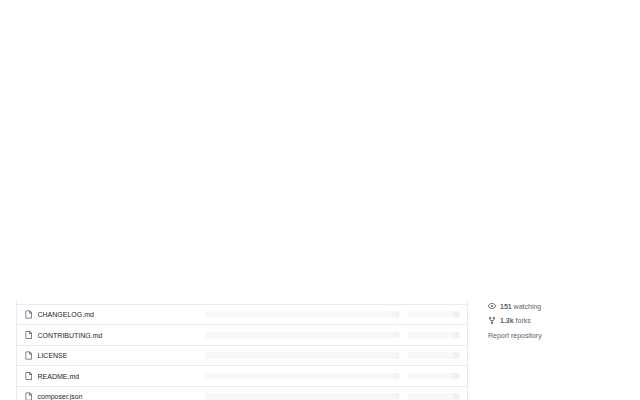 CHANGELOG.md
CONTRIBUTING.md
LICENSE
README.md
composer.json
151 watching
1.3k forks
Report repository